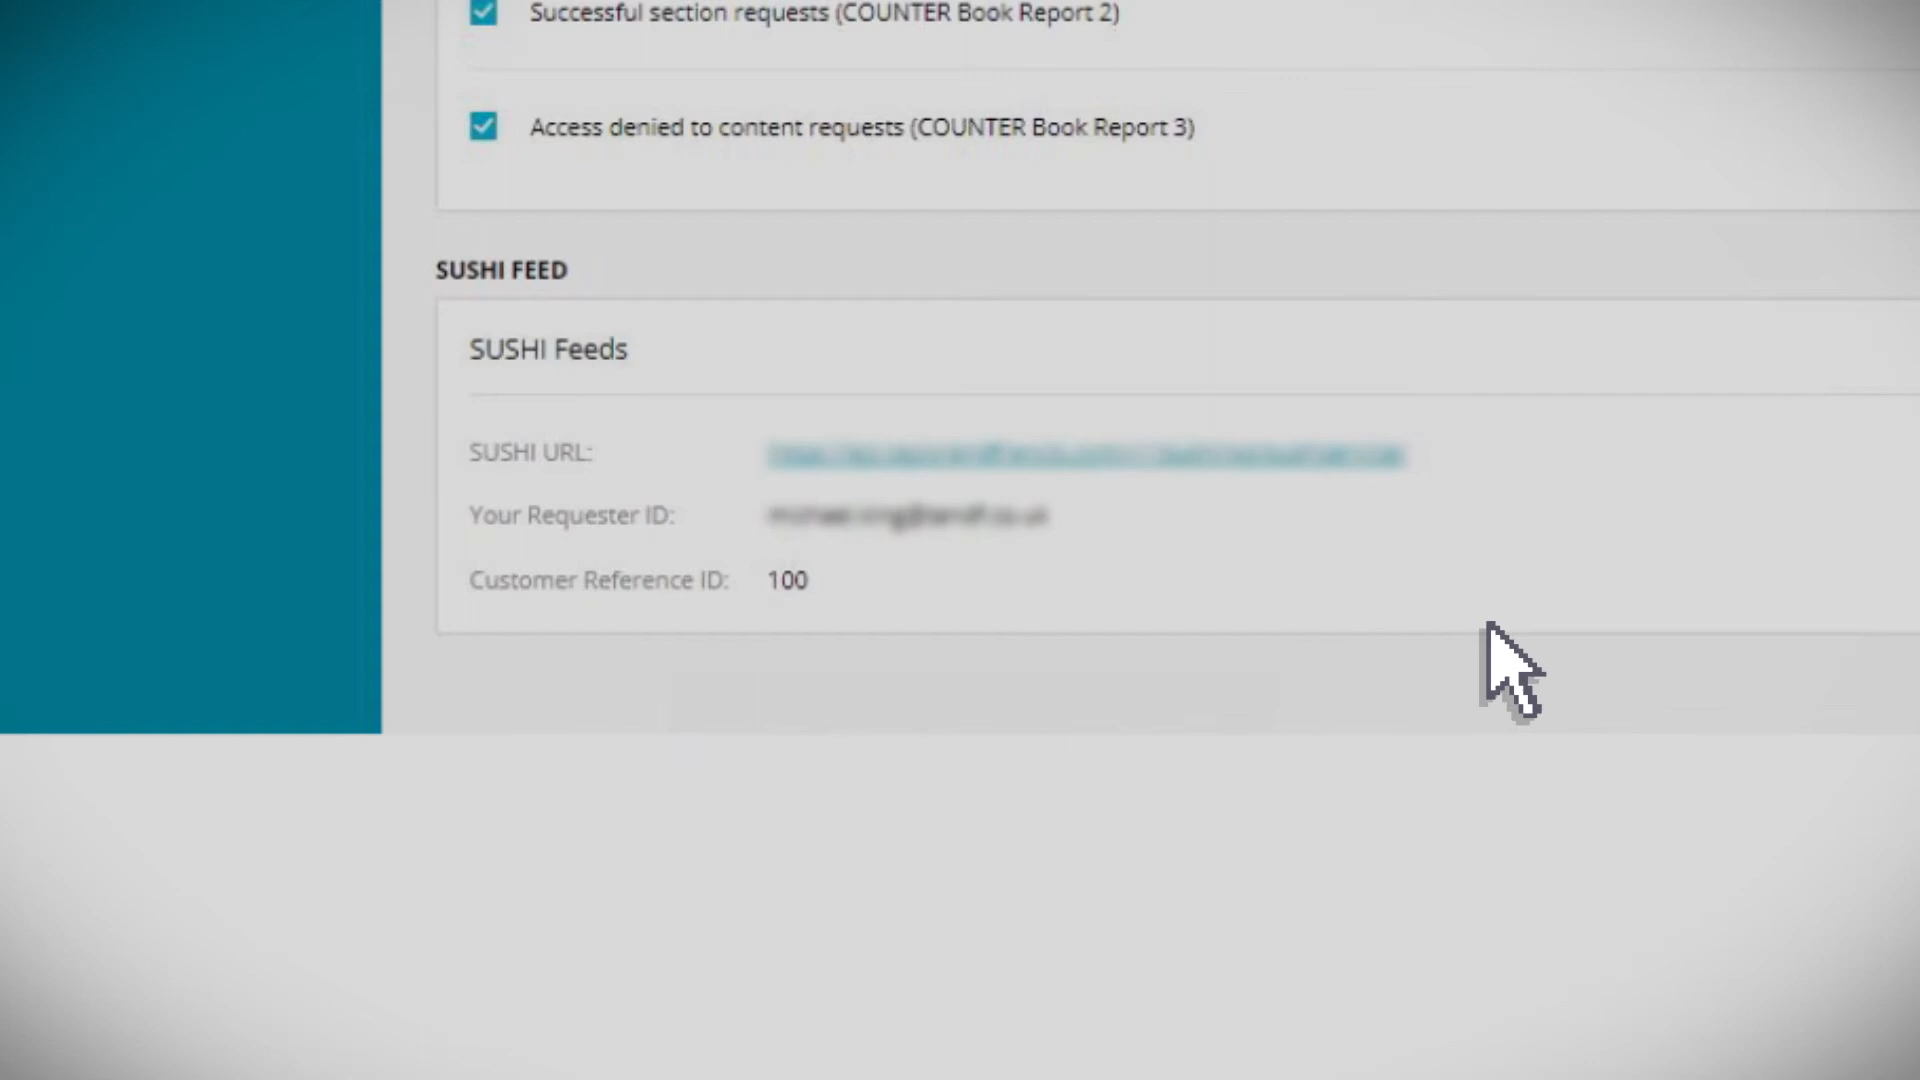 Successful section requests (COUNTER Book Report 2)
Access denied to content requests (COUNTER Book Report 3)
SUSHI FEED
SUSHI Feeds
SUSHI URL:
Your Requester ID:
Customer Reference ID: 100